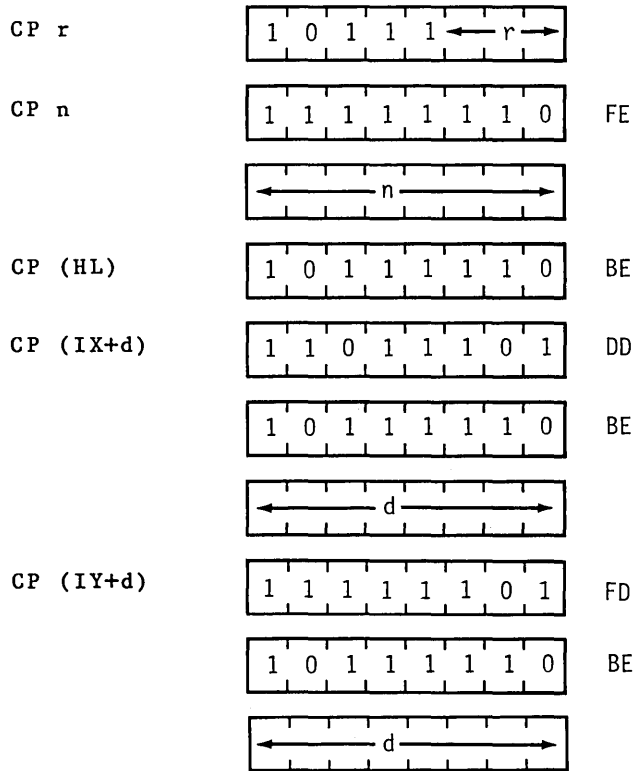 CP r 1 0 1 1 1 r
CP n 1 1 1 1 1 1 1 0 FE
n
CP (HL) 1 0 1 1 1 1 1 0 BE
CP (IX+d) 1 1 0 1 1 1 0 1 DD
1 0 1 1 1 1 1 0 BE
d
CP (IY+d) 1 1 1 1 1 1 0 1 FD
1 0 1 1 1 1 1 0 BE
d